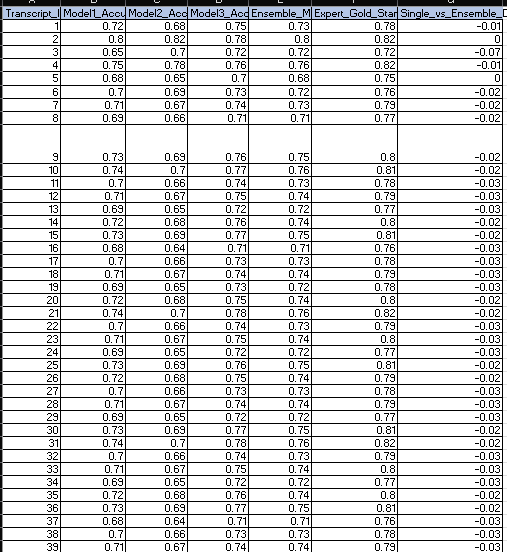 Transcript_I Model1_Accu Model2_Acc Model3_Acc Ensemble_M Expert_Gold_Star Single_vs_Ensemble_D
1 0.72 0.68 0.75 0.73 0.78 -0.01
2 0.8 0.82 0.78 0.8 0.82 0
3 0.65 0.7 0.72 0.72 0.72 -0.07
4 0.75 0.78 0.76 0.76 0.82 -0.01
5 0.68 0.65 0.7 0.68 0.75 0
6 0.7 0.69 0.73 0.72 0.76 -0.02
7 0.71 0.67 0.74 0.73 0.79 -0.02
8 0.69 0.66 0.71 0.71 0.77 -0.02
9 0.73 0.69 0.76 0.75 0.8 -0.02
10 0.74 0.7 0.77 0.76 0.81 -0.02
11 0.7 0.66 0.74 0.73 0.78 -0.03
12 0.71 0.67 0.75 0.74 0.79 -0.03
13 0.69 0.65 0.72 0.72 0.77 -0.03
14 0.72 0.68 0.76 0.74 0.8 -0.02
15 0.73 0.69 0.77 0.75 0.81 -0.02
16 0.68 0.64 0.71 0.71 0.76 -0.03
17 0.7 0.66 0.73 0.73 0.78 -0.03
18 0.71 0.67 0.74 0.74 0.79 -0.03
19 0.69 0.65 0.73 0.72 0.78 -0.03
20 0.72 0.68 0.75 0.74 0.8 -0.02
21 0.74 0.7 0.78 0.76 0.82 -0.02
22 0.7 0.66 0.74 0.73 0.79 -0.03
23 0.71 0.67 0.75 0.74 0.8 -0.03
24 0.69 0.65 0.72 0.72 0.77 -0.03
25 0.73 0.69 0.76 0.75 0.81 -0.02
26 0.72 0.68 0.75 0.74 0.79 -0.02
27 0.7 0.66 0.73 0.73 0.78 -0.03
28 0.71 0.67 0.74 0.74 0.79 -0.03
29 0.69 0.65 0.72 0.72 0.77 -0.03
30 0.73 0.69 0.77 0.75 0.81 -0.02
31 0.74 0.7 0.78 0.76 0.82 -0.02
32 0.7 0.66 0.74 0.73 0.79 -0.03
33 0.71 0.67 0.75 0.74 0.8 -0.03
34 0.69 0.65 0.72 0.72 0.77 -0.03
35 0.72 0.68 0.76 0.74 0.8 -0.02
36 0.73 0.69 0.77 0.75 0.81 -0.02
37 0.68 0.64 0.71 0.71 0.76 -0.03
38 0.7 0.66 0.73 0.73 0.78 -0.03
39 0.71 0.67 0.74 0.74 0.79 -0.03